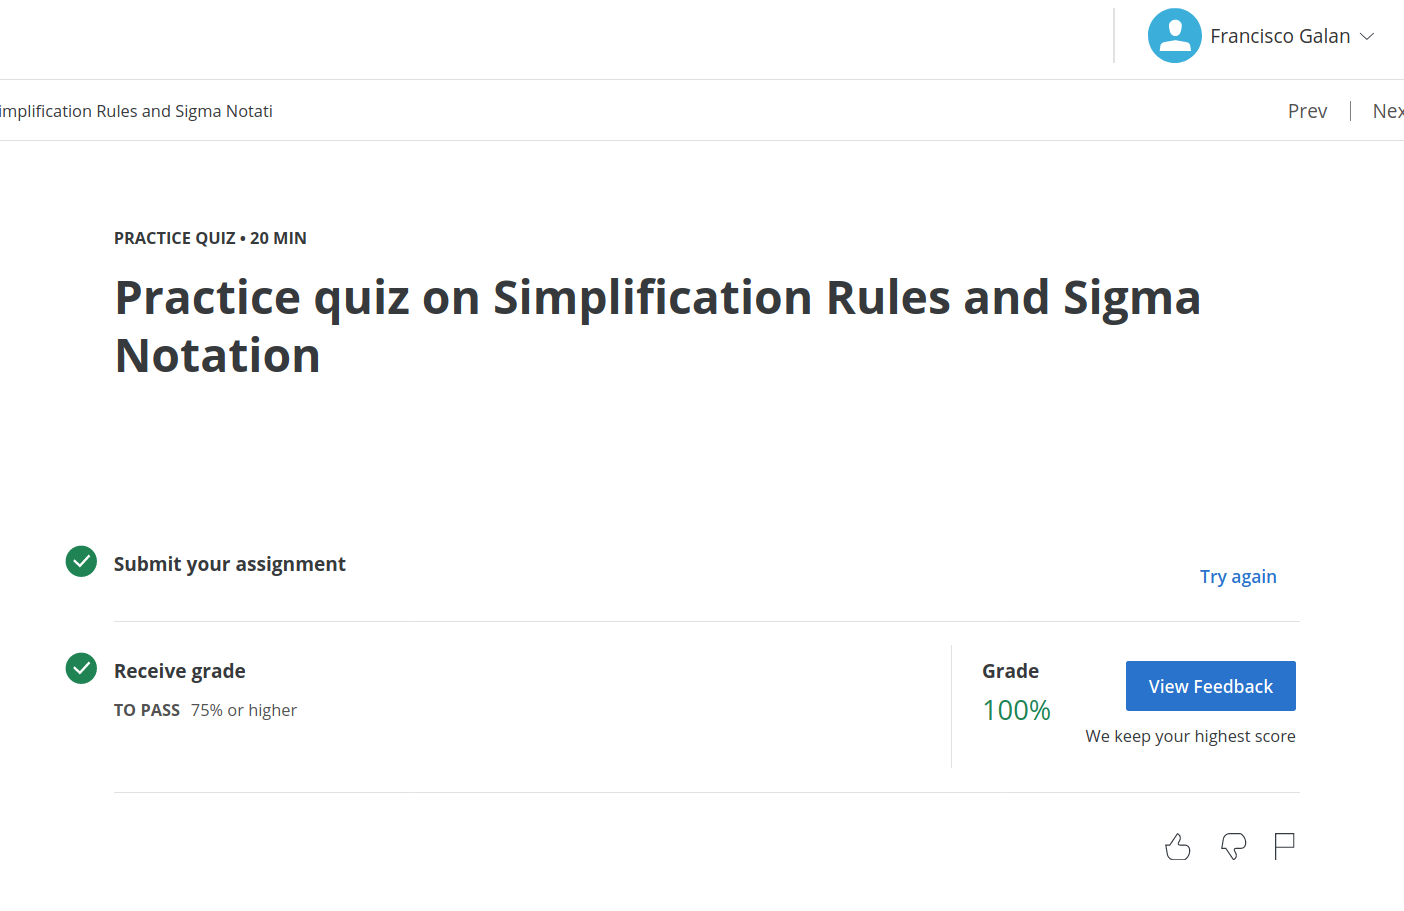 Francisco Galan
implification Rules and Sigma Notati
Prev
Nex
PRACTICE QUIZ • 20 MIN
Practice quiz on Simplification Rules and Sigma
Notation
Submit your assignment
Try again
Receive grade
TO PASS 75% or higher
Grade
100%
View Feedback
We keep your highest score